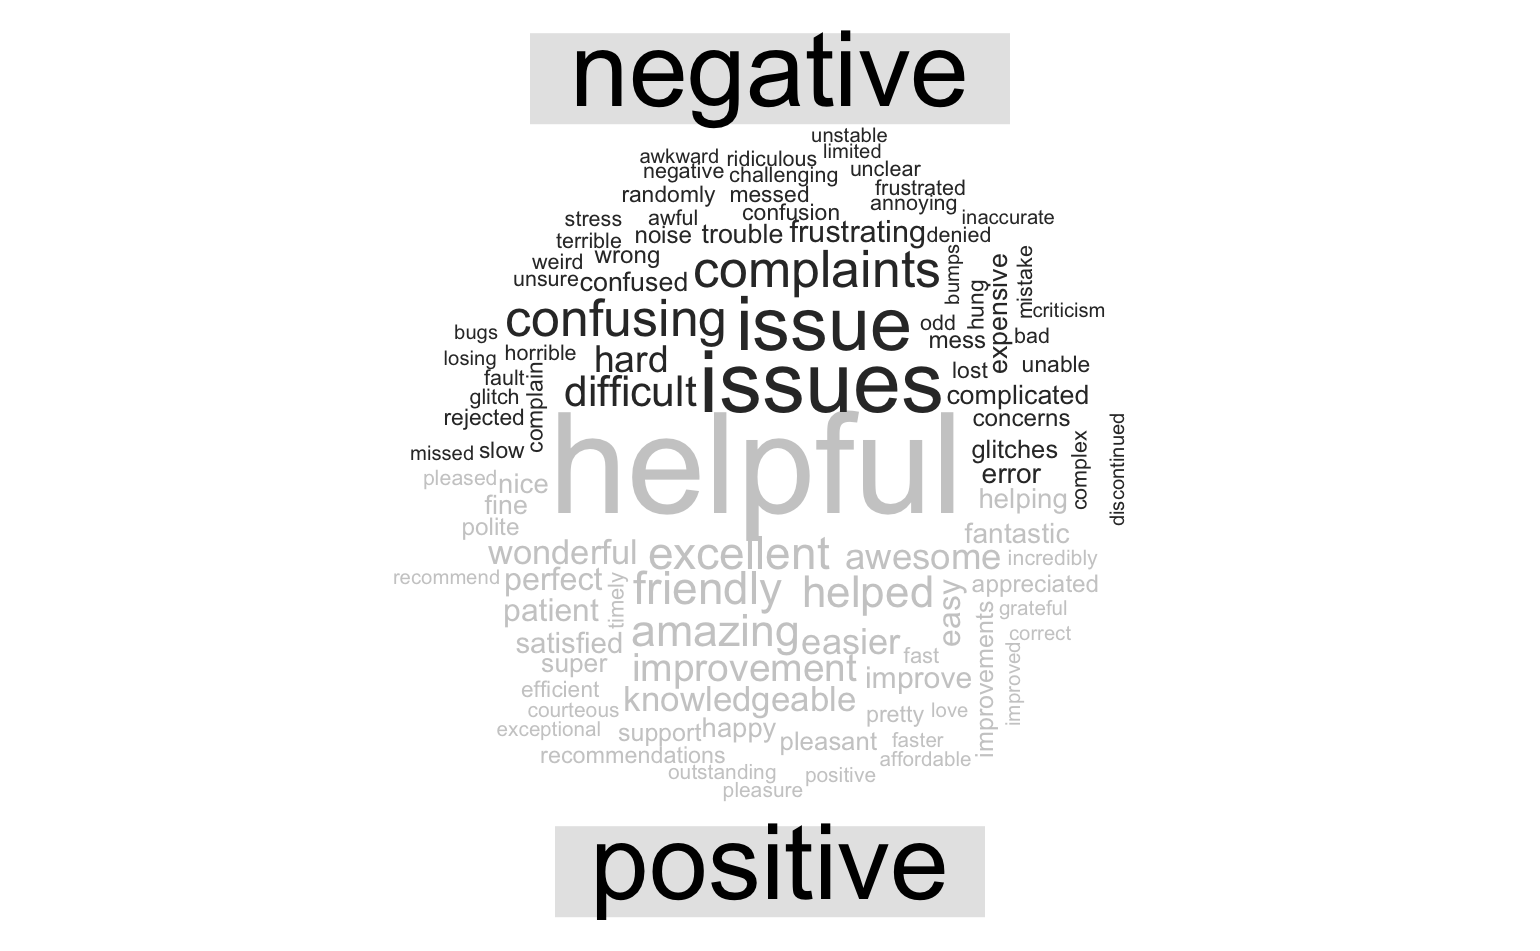 negative
unstable
awkward ridiculous limited
negative challenging unclear
randomly messed frustrated
annoying
stress awful confusion inaccurate
terrible noise trouble frustrating denied
weird wrong
unsure confused complaints bumps hung expensive mistake
bugs confusing issue odd criticism
mess bad
losing horrible hard lost unable
fault complain
glitch difficult issues complicated
rejected concerns
missed slow glitches complex discontinued
pleased nice helpful error
fine helping
polite fantastic
wonderful excellent awesome incredibly
recommend perfect timely friendly helped easy appreciated
patient grateful
satisfied amazing easier correct
super improvement fast improvements improved
efficient knowledgeable improve
courteous pretty love
exceptional support happy pleasant faster
recommendations affordable
outstanding positive
pleasure
positive